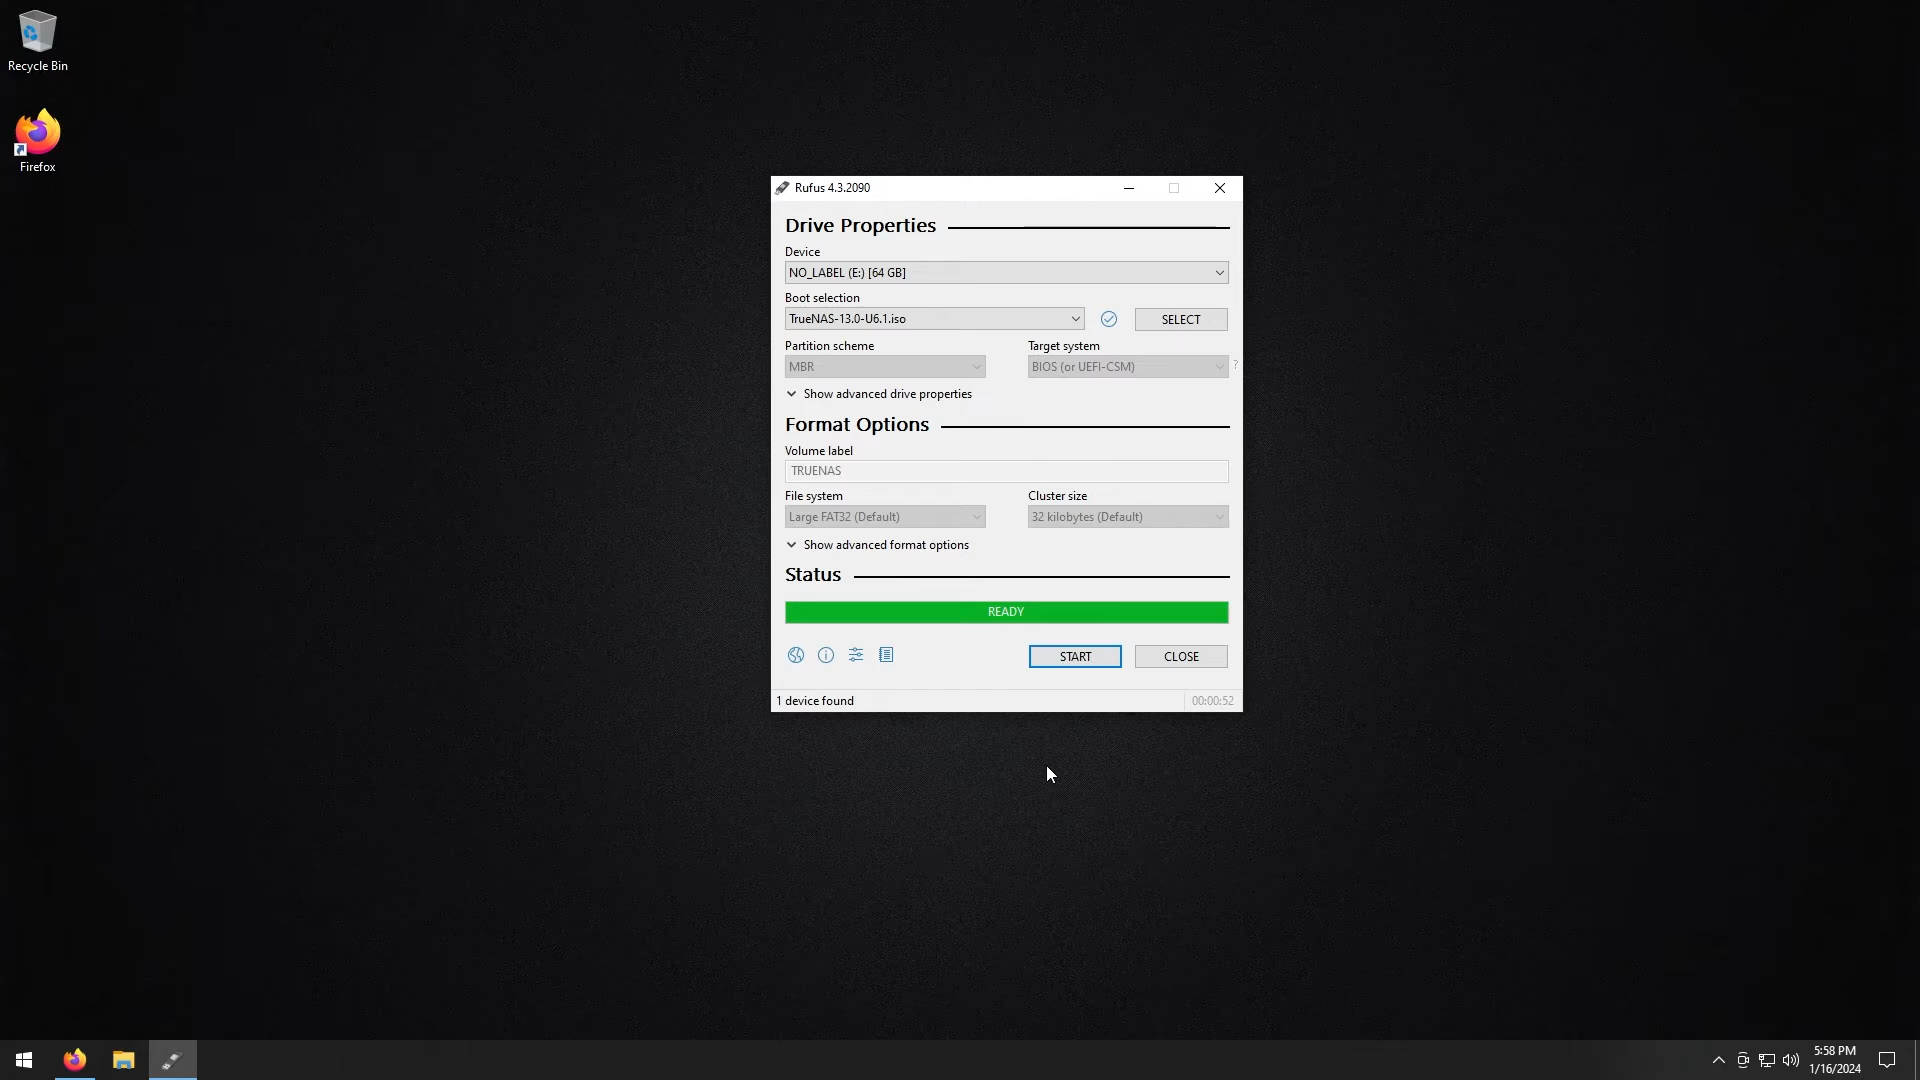 Recycle Bin
Firefox
Rufus 4.3.2090
Drive Properties
Device
NO_LABEL (E:) [64 GB]
Boot selection
TrueNAS-13.0-U6.1.iso
SELECT
Partition scheme
Target system
MBR
BIOS (or UEFI-CSM)
?
Show advanced drive properties
Format Options
Volume label
TRUENAS
File system
Cluster size
Large FAT32 (Default)
32 kilobytes (Default)
Show advanced format options
Status
READY
START
CLOSE
1 device found
00:00:52
5:58 PM
1/16/2024